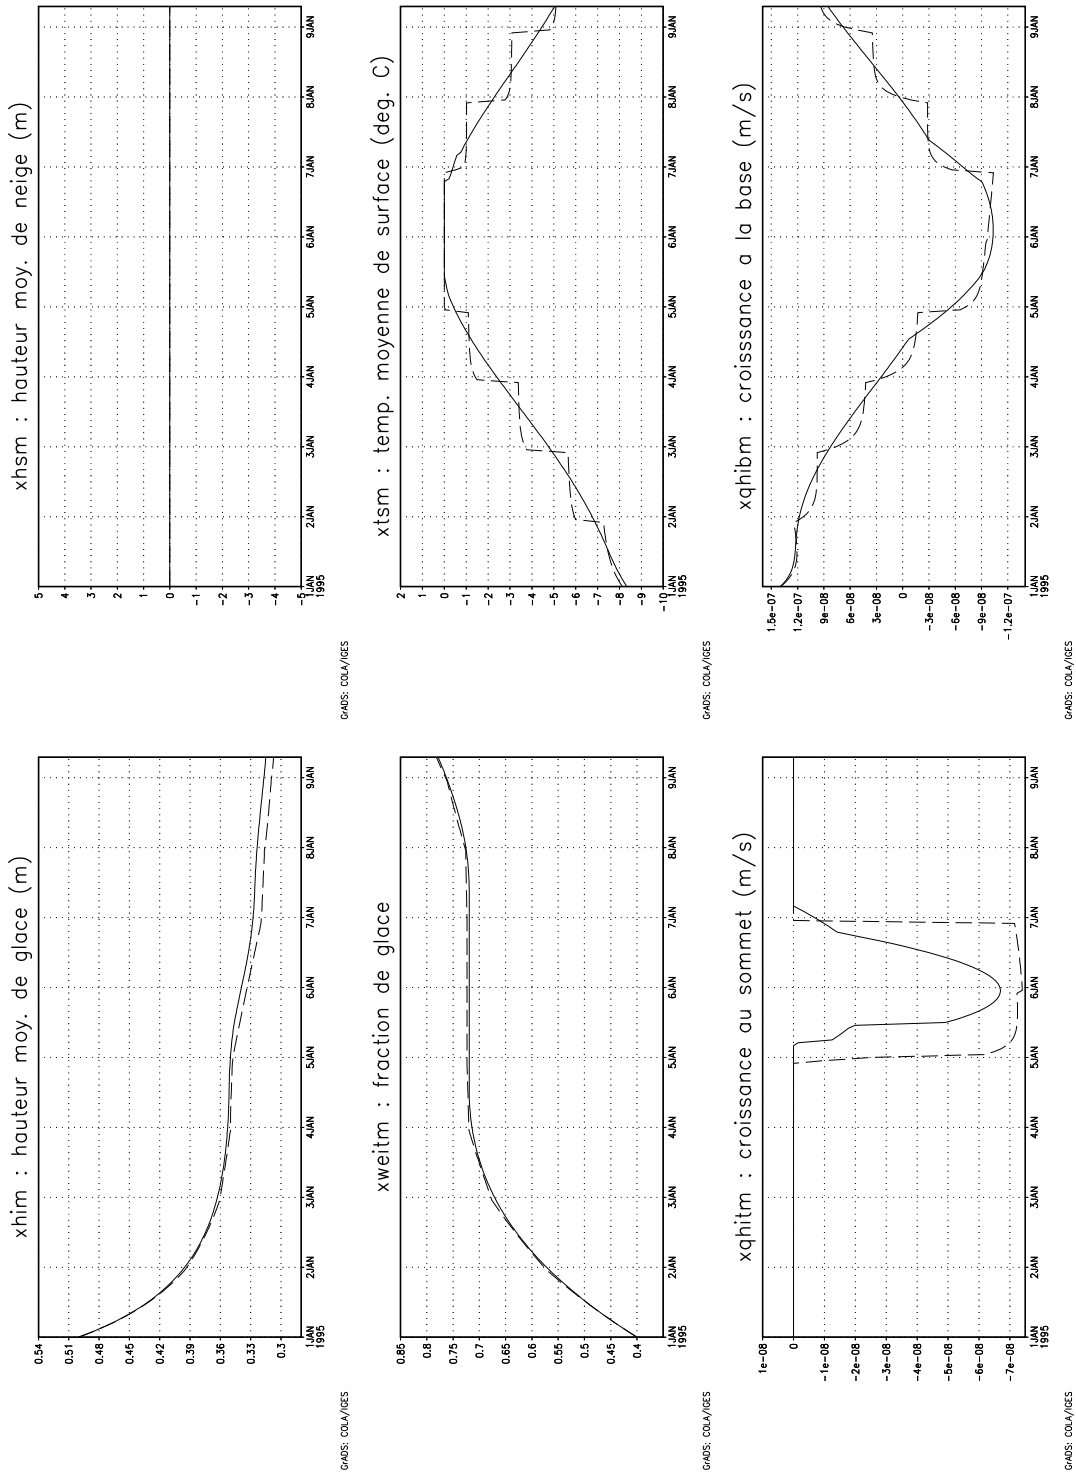 xhim : hauteur moy. de glace (m)
0.54
0.51
0.48
0.45
0.42
0.39
0.36
0.33
0.3
1JAN 2JAN 3JAN 4JAN 5JAN 6JAN 7JAN 8JAN 9JAN
1995
GrADS: COLA/IGES
xhsm : hauteur moy. de neige (m)
5
4
3
2
1
0
-1
-2
-3
-4
-5
1JAN 2JAN 3JAN 4JAN 5JAN 6JAN 7JAN 8JAN 9JAN
1995
GrADS: COLA/IGES
xweitm : fraction de glace
0.85
0.8
0.75
0.7
0.65
0.6
0.55
0.5
0.45
0.4
1JAN 2JAN 3JAN 4JAN 5JAN 6JAN 7JAN 8JAN 9JAN
1995
GrADS: COLA/IGES
xtsm : temp. moyenne de surface (deg. C)
2
1
0
-1
-2
-3
-4
-5
-6
-7
-8
-9
-10
1JAN 2JAN 3JAN 4JAN 5JAN 6JAN 7JAN 8JAN 9JAN
1995
GrADS: COLA/IGES
xqhitm : croissance au sommet (m/s)
1e-08
0
-1e-08
-2e-08
-3e-08
-4e-08
-5e-08
-6e-08
-7e-08
1JAN 2JAN 3JAN 4JAN 5JAN 6JAN 7JAN 8JAN 9JAN
1995
GrADS: COLA/IGES
xqhibm : croisssance a la base (m/s)
1.5e-07
1.2e-07
9e-08
6e-08
3e-08
0
-3e-08
-6e-08
-9e-08
-1.2e-07
1JAN 2JAN 3JAN 4JAN 5JAN 6JAN 7JAN 8JAN 9JAN
1995
GrADS: COLA/IGES